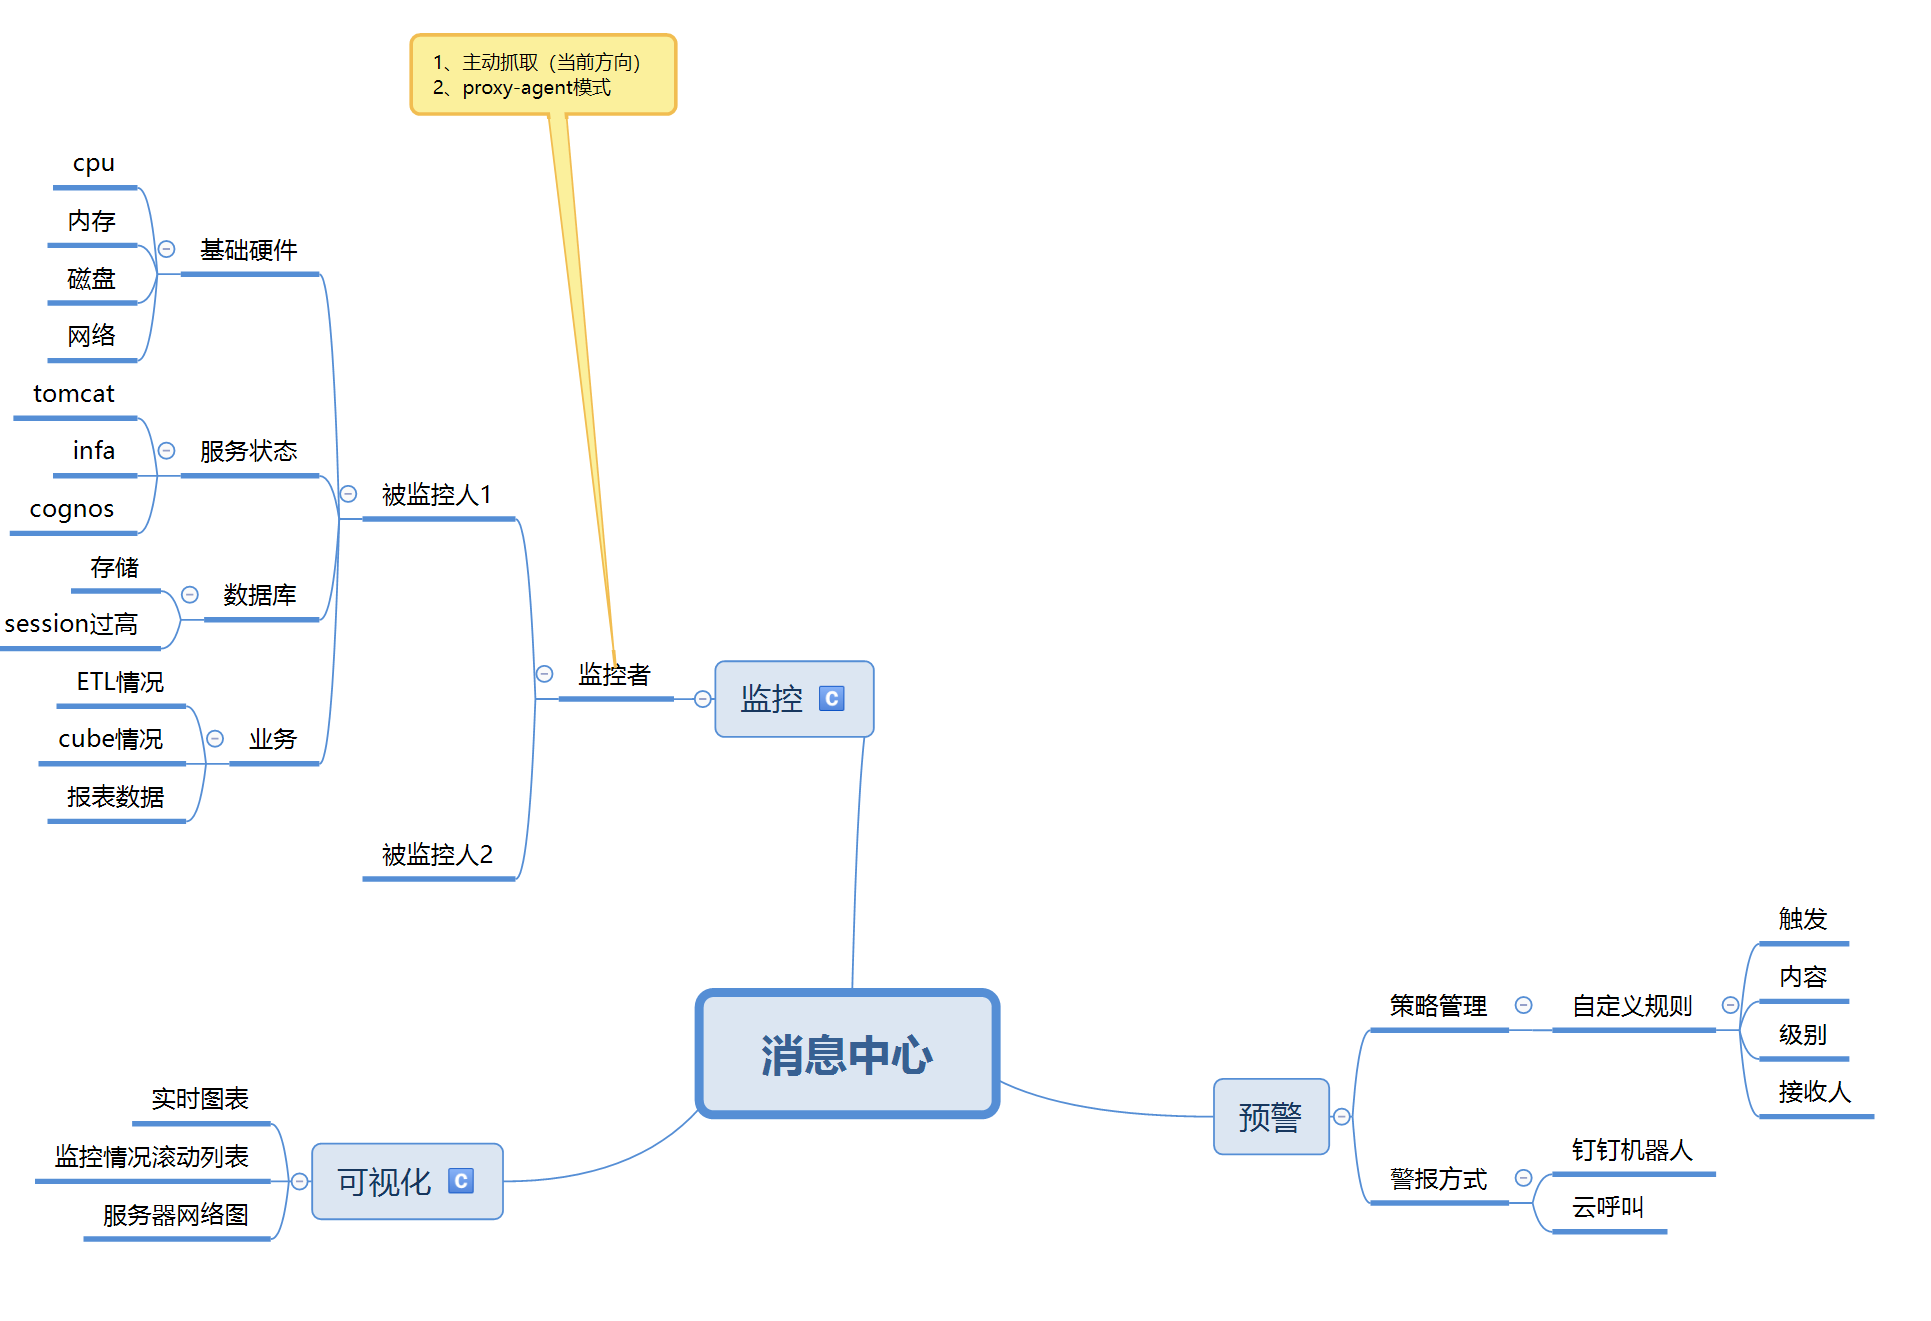 1、主动抓取（当前方向）
2、proxy-agent模式
cpu
内存
磁盘
网络
基础硬件
tomcat
infa
cognos
服务状态
存储
session过高
数据库
ETL情况
cube情况
报表数据
业务
被监控人1
被监控人2
监控者
监控 C
消息中心
实时图表
监控情况滚动列表
服务器网络图
可视化 C
预警
策略管理
自定义规则
触发
内容
级别
接收人
警报方式
钉钉机器人
云呼叫